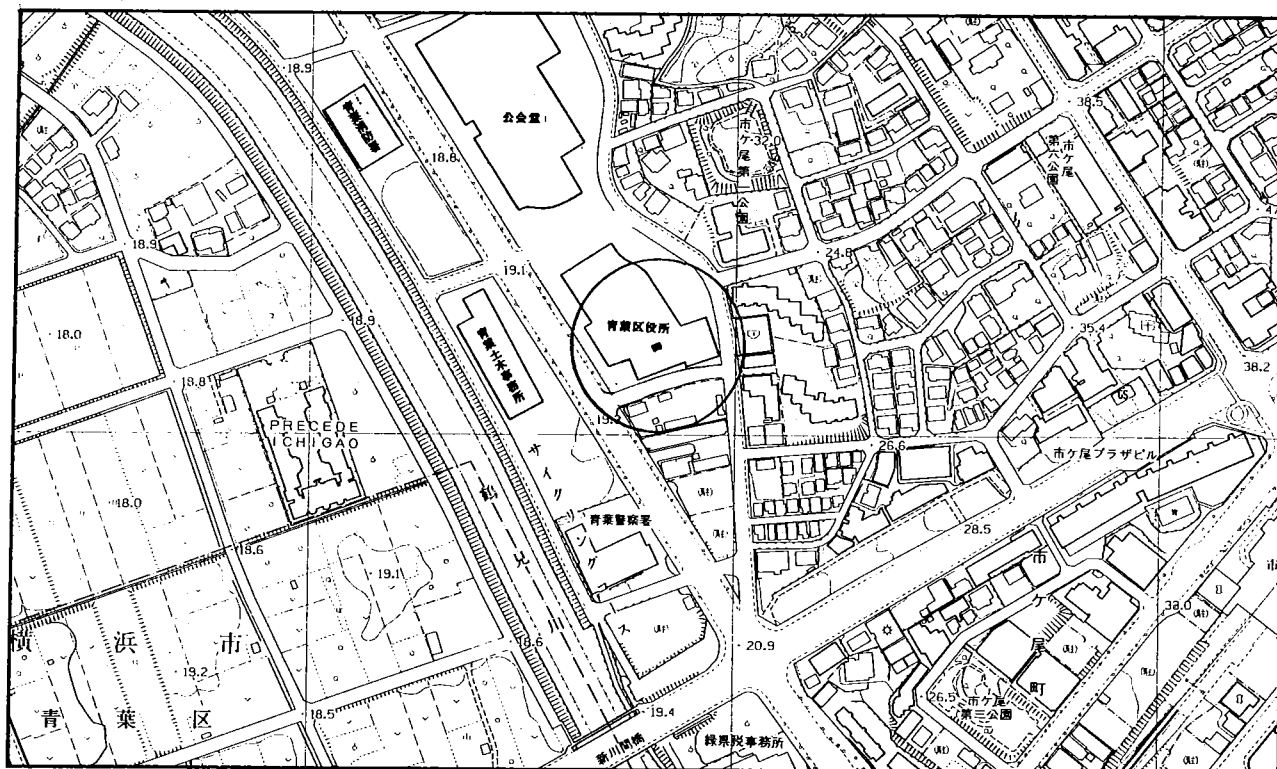 18.9
青葉消防署
18.8
公会堂
市ケ尾第二公園
32.0
38.5
市ケ尾
第六公園
18.9
19.1
24.8
18.0
18.9
青葉区役所
青葉土木事務所
35.4
38.2
18.8
PRECEDE
ICHIGAO
26.6
市ケ尾プラザビル
18.0
サイクリング
鶴見川
青葉警察署
28.5
18.6
19.1
市ケ尾町
33.0
横浜市
18.6
ス
20.9
19.2
26.5
市ケ尾
第三公園
青葉区
18.5
19.4
新川間橋
緑県税事務所